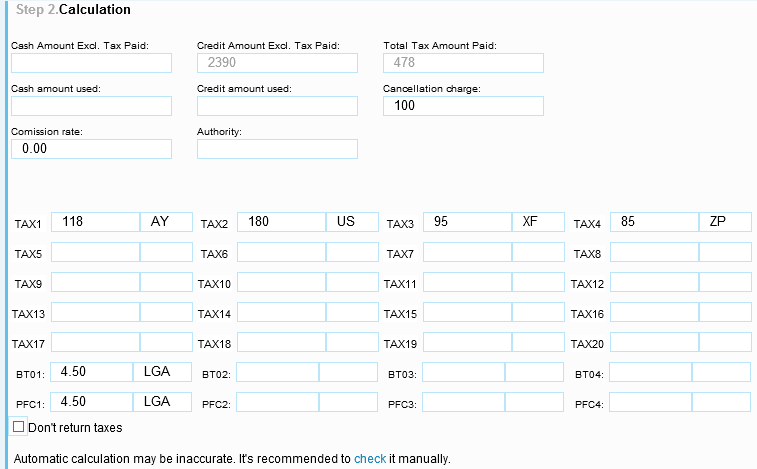 Step 2.Calculation
Cash Amount Excl. Tax Paid: Credit Amount Excl. Tax Paid: Total Tax Amount Paid:
2390 478
Cash amount used: Credit amount used: Cancellation charge:
100
Comission rate: Authority:
0.00
TAX1 118 AY TAX2 180 US TAX3 95 XF TAX4 85 ZP
TAX5 TAX6 TAX7 TAX8
TAX9 TAX10 TAX11 TAX12
TAX13 TAX14 TAX15 TAX16
TAX17 TAX18 TAX19 TAX20
BT01: 4.50 LGA BT02: BT03: BT04:
PFC1: 4.50 LGA PFC2: PFC3: PFC4:
Don't return taxes
Automatic calculation may be inaccurate. It's recommended to check it manually.